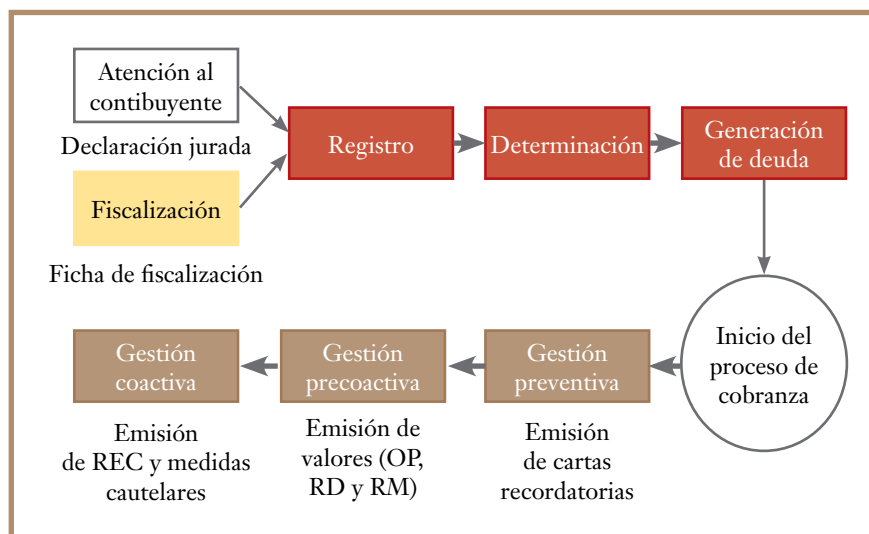 Atención al
contibuyente
Declaración jurada
Fiscalización
Ficha de fiscalización
Registro
Determinación
Generación
de deuda
Inicio del
proceso de
cobranza
Gestión
preventiva
Emisión
de cartas
recordatorias
Gestión
precoactiva
Emisión de
valores (OP,
RD y RM)
Gestión
coactiva
Emisión
de REC y medidas
cautelares